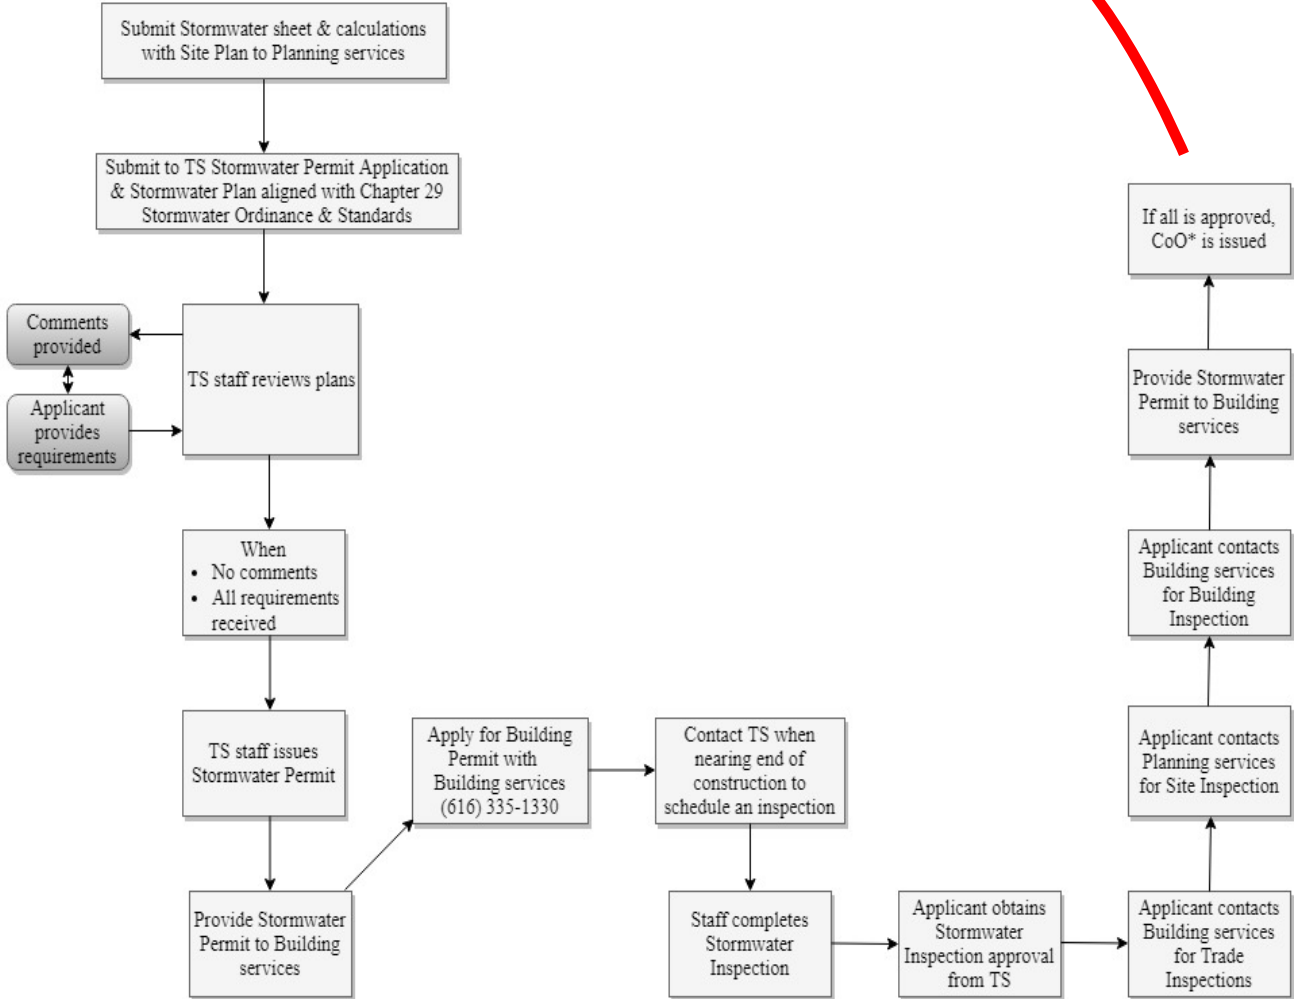 Submit Stormwater sheet & calculations
with Site Plan to Planning services
Submit to TS Stormwater Permit Application
& Stormwater Plan aligned with Chapter 29
Stormwater Ordinance & Standards
Comments
provided
Applicant
provides
requirements
TS staff reviews plans
When
• No comments
• All requirements
received
TS staff issues
Stormwater Permit
Provide Stormwater
Permit to Building
services
Apply for Building
Permit with
Building services
(616) 335-1330
Contact TS when
nearing end of
construction to
schedule an inspection
Staff completes
Stormwater
Inspection
Applicant obtains
Stormwater
Inspection approval
from TS
Applicant contacts
Building services
for Trade
Inspections
Applicant contacts
Planning services
for Site Inspection
Applicant contacts
Building services
for Building
Inspection
Provide Stormwater
Permit to Building
services
If all is approved,
CoO* is issued